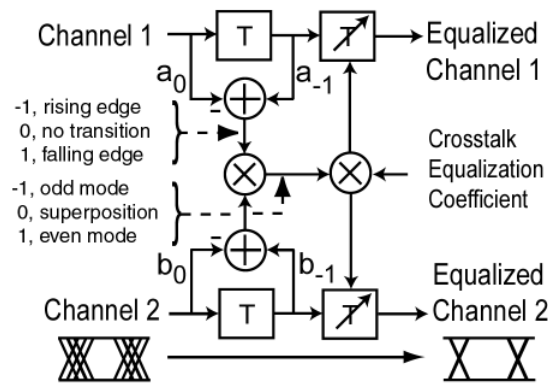 Channel 1
T
T
Equalized
Channel 1
a0
a-1
+
-
-1, rising edge
0, no transition
1, falling edge
×
×
Crosstalk
Equalization
Coefficient
-1, odd mode
0, superposition
1, even mode
-
+
b0
b-1
Channel 2
T
T
Equalized
Channel 2